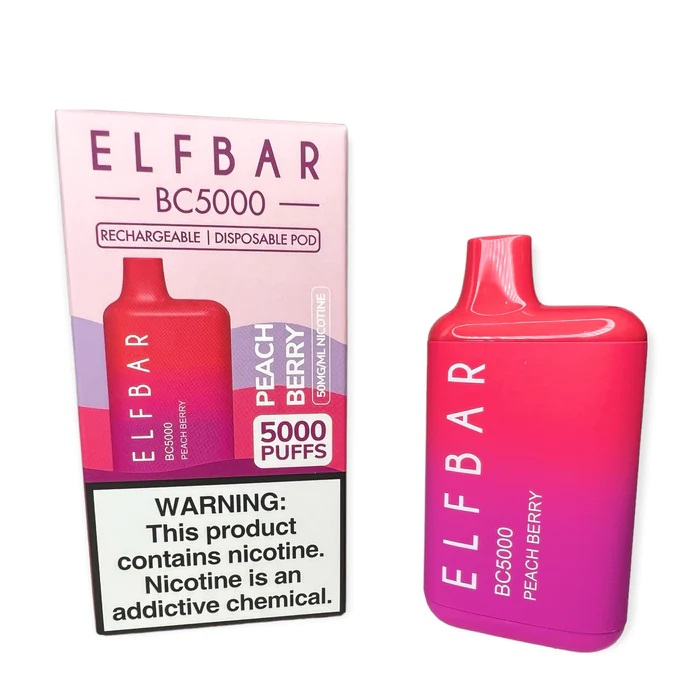 ELFBAR
BC5000
RECHARGEABLE | DISPOSABLE POD
ELFBAR
BC5000
PEACH BERRY
PEACH
BERRY
50MG/ML NICOTINE
5000
PUFFS
WARNING:
This product
contains nicotine.
Nicotine is an
addictive chemical.
ELFBAR
BC5000
PEACH BERRY